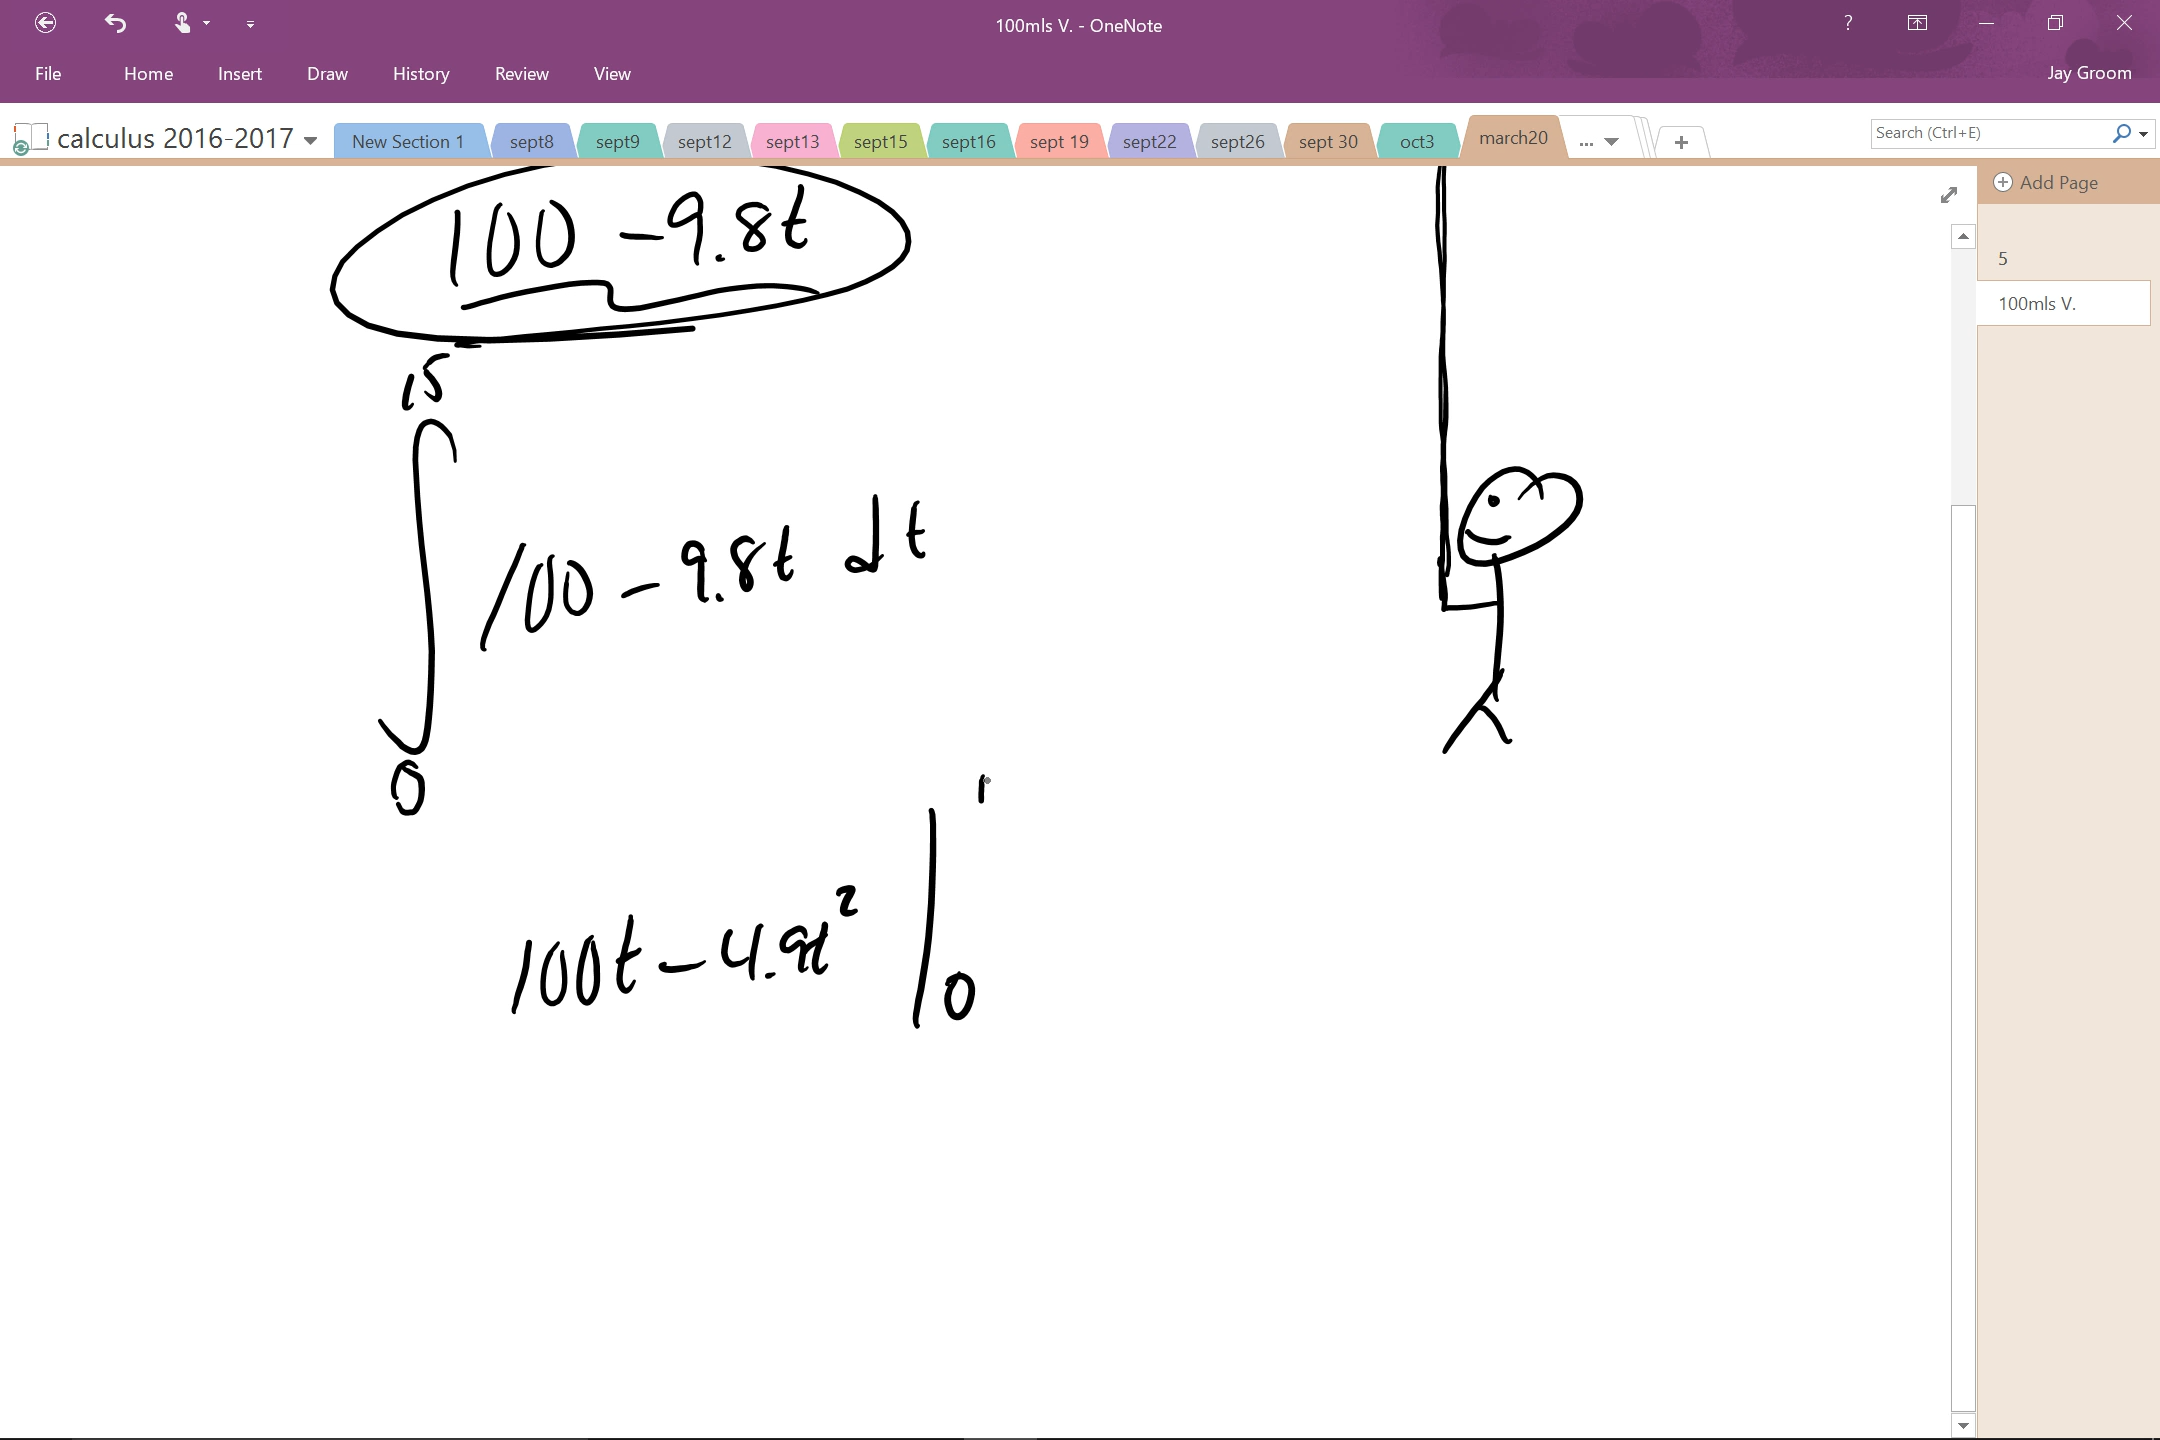 100mls V. - OneNote
?
File Home Insert Draw History Review View
Jay Groom
calculus 2016-2017
New Section 1 sept8 sept9 sept12 sept13 sept15 sept16 sept 19 sept22 sept26 sept 30 oct3 march20 ... +
Search (Ctrl+E)
Add Page
5
100mls V.
100 - 9.8t
15
∫ 100 - 9.8t dt
0
1
100t - 4.9t² |
0